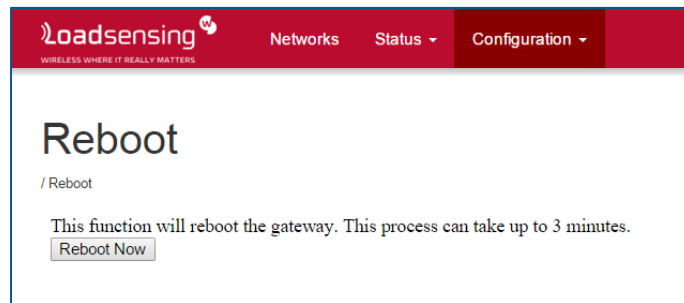 Loadsensing W
WIRELESS WHERE IT REALLY MATTERS
Networks Status Configuration
Reboot
/ Reboot
This function will reboot the gateway. This process can take up to 3 minutes.
Reboot Now